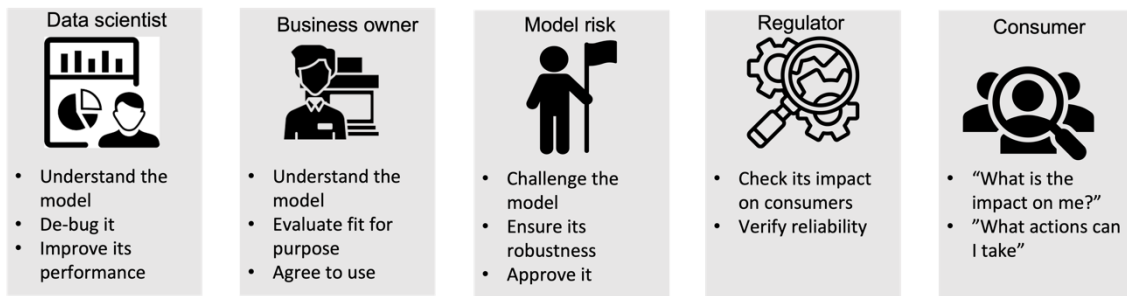 Data scientist
• Understand the
model
• De-bug it
• Improve its
performance
Business owner
• Understand the
model
• Evaluate fit for
purpose
• Agree to use
Model risk
• Challenge the
model
• Ensure its
robustness
• Approve it
Regulator
• Check its impact
on consumers
• Verify reliability
Consumer
• “What is the
impact on me?”
• ”What actions can
I take”